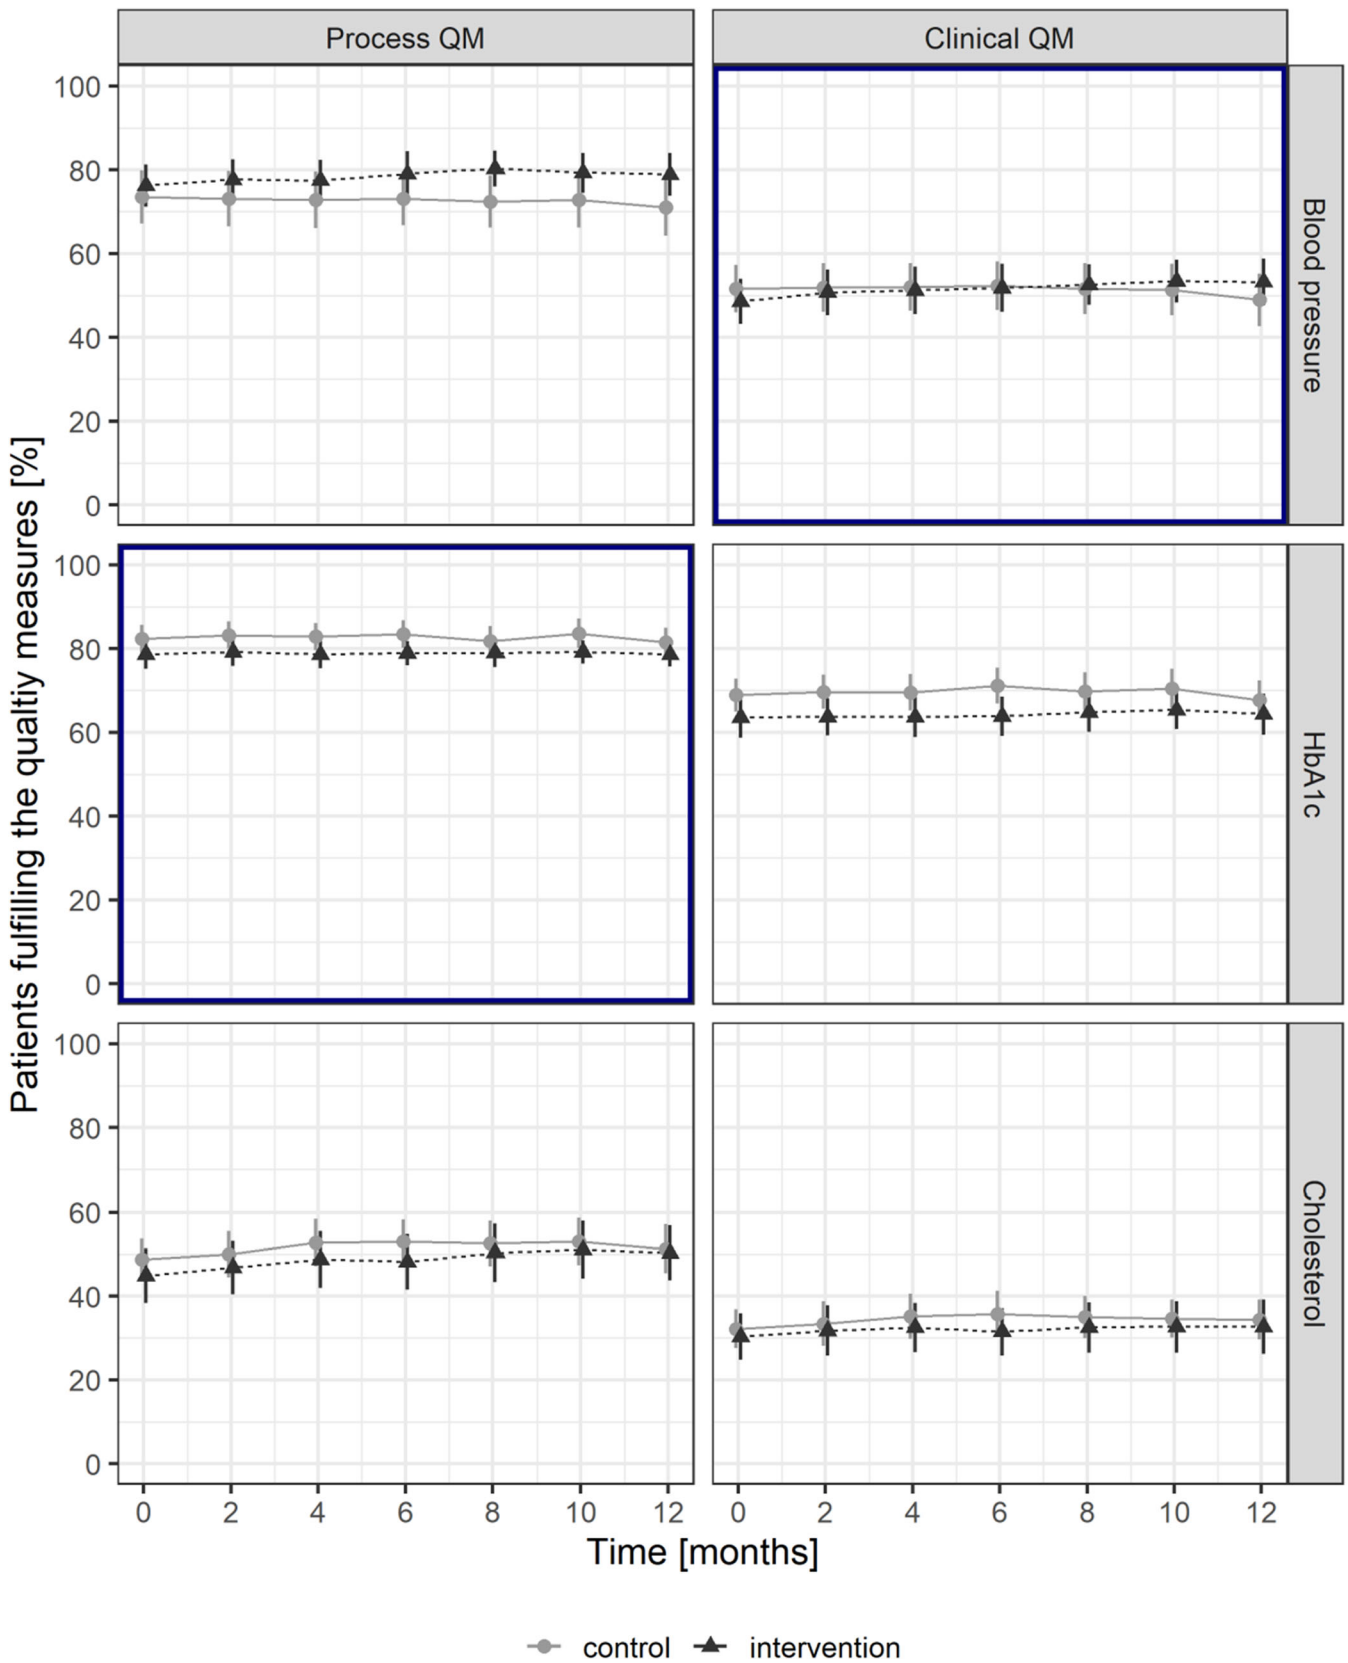 Process QM
Clinical QM
100
80
60
40
20
0
Blood pressure
100
80
60
40
20
0
HbA1c
100
80
60
40
20
0
Cholesterol
Patients fulfilling the qualtiy measures [%]
0 2 4 6 8 10 12
0 2 4 6 8 10 12
Time [months]
control intervention